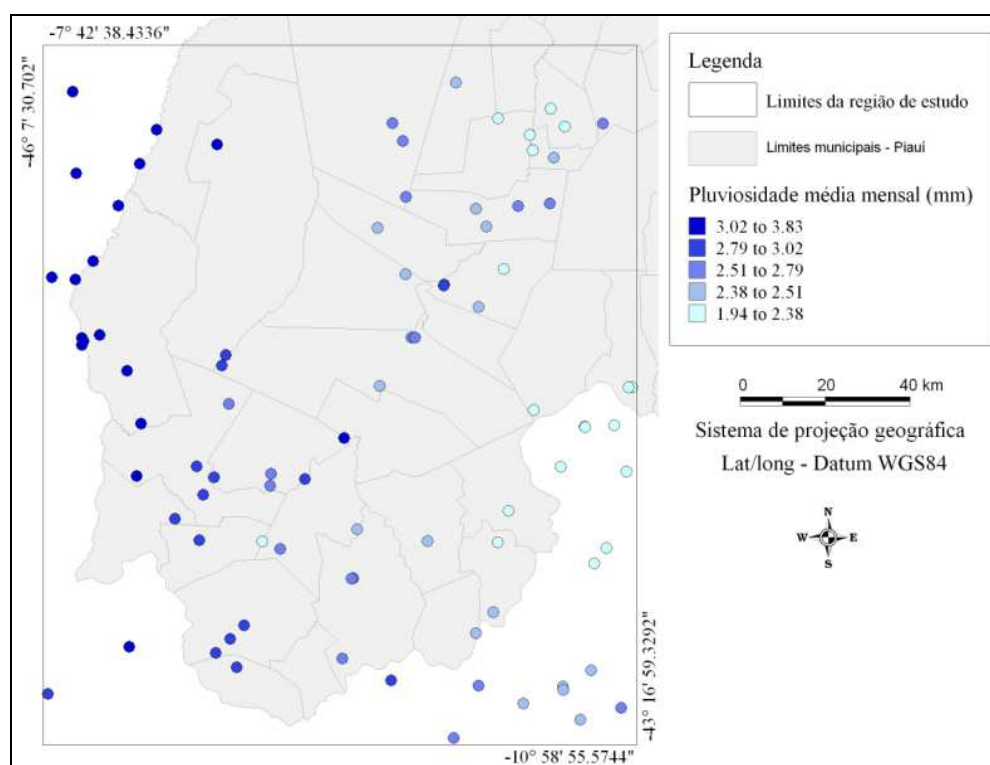 -7° 42' 38.4336"
-46° 7' 30.702"
Legenda
Limites da região de estudo
Limites municipais - Piauí
Pluviosidade média mensal (mm)
3.02 to 3.83
2.79 to 3.02
2.51 to 2.79
2.38 to 2.51
1.94 to 2.38
0 20 40 km
Sistema de projeção geográfica
Lat/long - Datum WGS84
N
W E
S
-43° 16' 59.3292"
-10° 58' 55.5744"